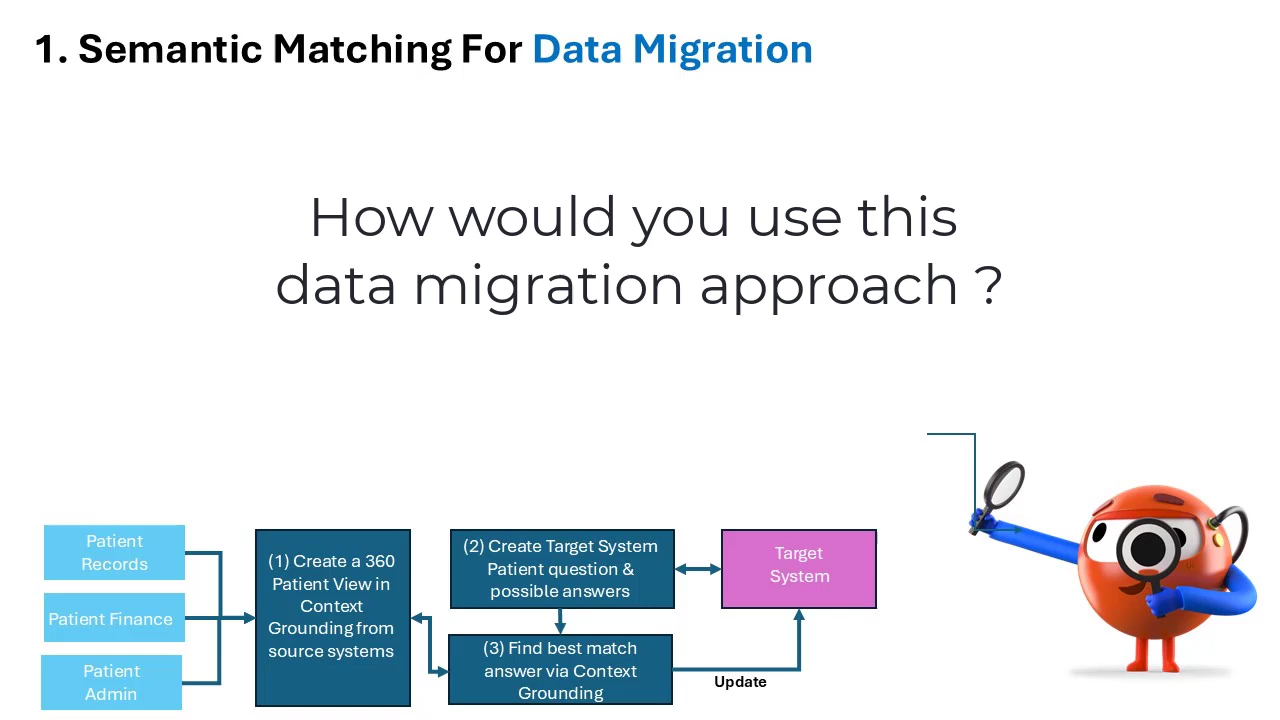 1. Semantic Matching For Data Migration
How would you use this
data migration approach ?
Patient
Records
Patient Finance
Patient
Admin
(1) Create a 360
Patient View in
Context
Grounding from
source systems
(2) Create Target System
Patient question &
possible answers
(3) Find best match
answer via Context
Grounding
Target
System
Update